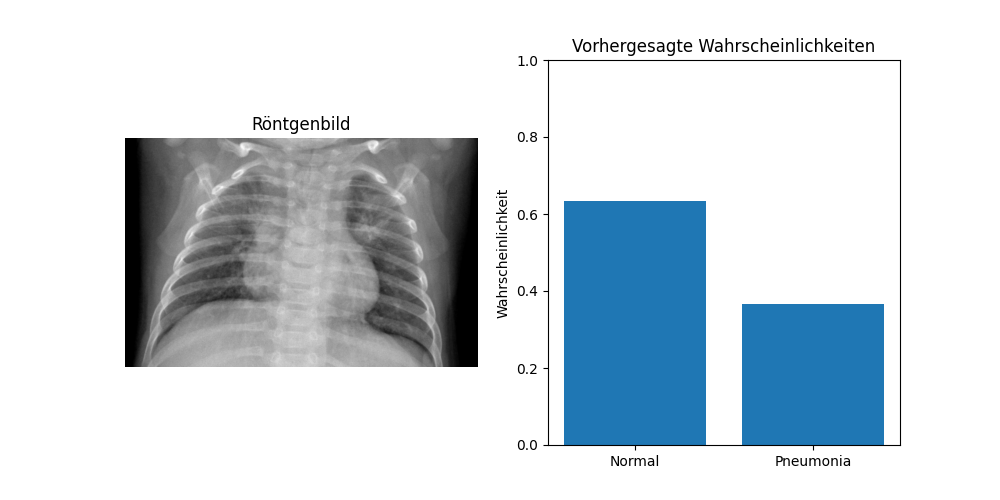 Röntgenbild
Vorhergesagte Wahrscheinlichkeiten
Wahrscheinlichkeit
1.0
0.8
0.6
0.4
0.2
0.0
Normal
Pneumonia